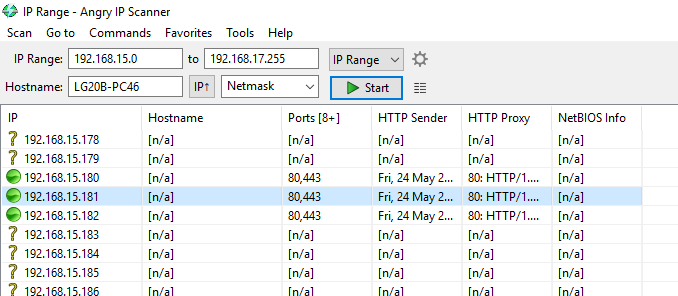 IP Range - Angry IP Scanner
Scan Go to Commands Favorites Tools Help
IP Range: 192.168.15.0 to 192.168.17.255 IP Range
Hostname: LG20B-PC46 IP↑ Netmask Start
IP Hostname Ports [8+] HTTP Sender HTTP Proxy NetBIOS Info
192.168.15.178 [n/a] [n/a] [n/a] [n/a] [n/a]
192.168.15.179 [n/a] [n/a] [n/a] [n/a] [n/a]
192.168.15.180 [n/a] 80,443 Fri, 24 May 2... 80: HTTP/1.... [n/a]
192.168.15.181 [n/a] 80,443 Fri, 24 May 2... 80: HTTP/1.... [n/a]
192.168.15.182 [n/a] 80,443 Fri, 24 May 2... 80: HTTP/1.... [n/a]
192.168.15.183 [n/a] [n/a] [n/a] [n/a] [n/a]
192.168.15.184 [n/a] [n/a] [n/a] [n/a] [n/a]
192.168.15.185 [n/a] [n/a] [n/a] [n/a] [n/a]
192.168.15.186 [n/a] [n/a] [n/a] [n/a] [n/a]